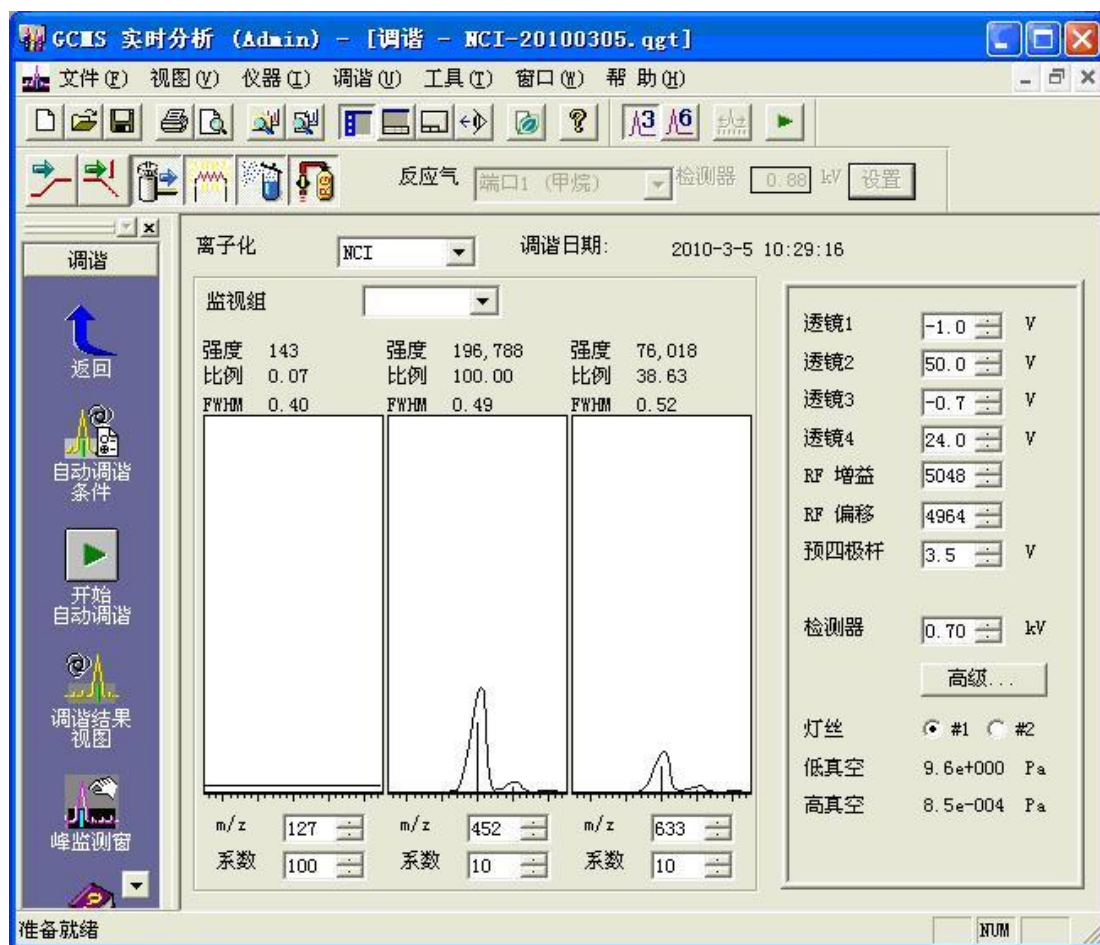 GCMS 实时分析 (Admin) - [调谐 - NCI-20100305.qgt]
文件(F) 视图(V) 仪器(I) 调谐(U) 工具(T) 窗口(W) 帮 助(H)
反应气 端口1 (甲烷) 检测器 0.88 kV 设置
调谐
返回
自动调谐
条件
开始
自动调谐
调谐结果
视图
峰监测窗
离子化 NCI 调谐日期: 2010-3-5 10:29:16
监视组
强度 143 强度 196,788 强度 76,018
比例 0.07 比例 100.00 比例 38.63
FWHM 0.40 FWHM 0.49 FWHM 0.52
m/z 127 m/z 452 m/z 633
系数 100 系数 10 系数 10
透镜1 -1.0 V
透镜2 50.0 V
透镜3 -0.7 V
透镜4 24.0 V
RF 增益 5048
RF 偏移 4964
预四极杆 3.5 V
检测器 0.70 kV
高级...
灯丝 #1 #2
低真空 9.6e+000 Pa
高真空 8.5e-004 Pa
准备就绪 NUM